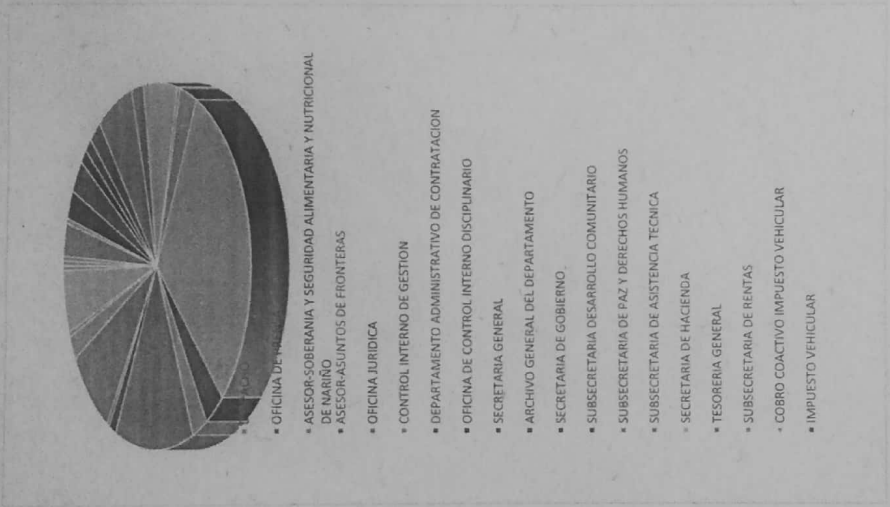 OFICINA DE
ASESOR-SOBERANIA Y SEGURIDAD ALIMENTARIA Y NUTRICIONAL
DE NARIÑO
ASESOR-ASUNTOS DE FRONTERAS
OFICINA JURIDICA
CONTROL INTERNO DE GESTION
DEPARTAMENTO ADMINISTRATIVO DE CONTRATACION
OFICINA DE CONTROL INTERNO DISCIPLINARIO
SECRETARIA GENERAL
ARCHIVO GENERAL DEL DEPARTAMENTO
SECRETARIA DE GOBIERNO
SUBSECRETARIA DESARROLLO COMUNITARIO
SUBSECRETARIA DE PAZ Y DERECHOS HUMANOS
SUBSECRETARIA DE ASISTENCIA TECNICA
SECRETARIA DE HACIENDA
TESORERIA GENERAL
SUBSECRETARIA DE RENTAS
COBRO COACTIVO IMPUESTO VEHICULAR
IMPUESTO VEHICULAR